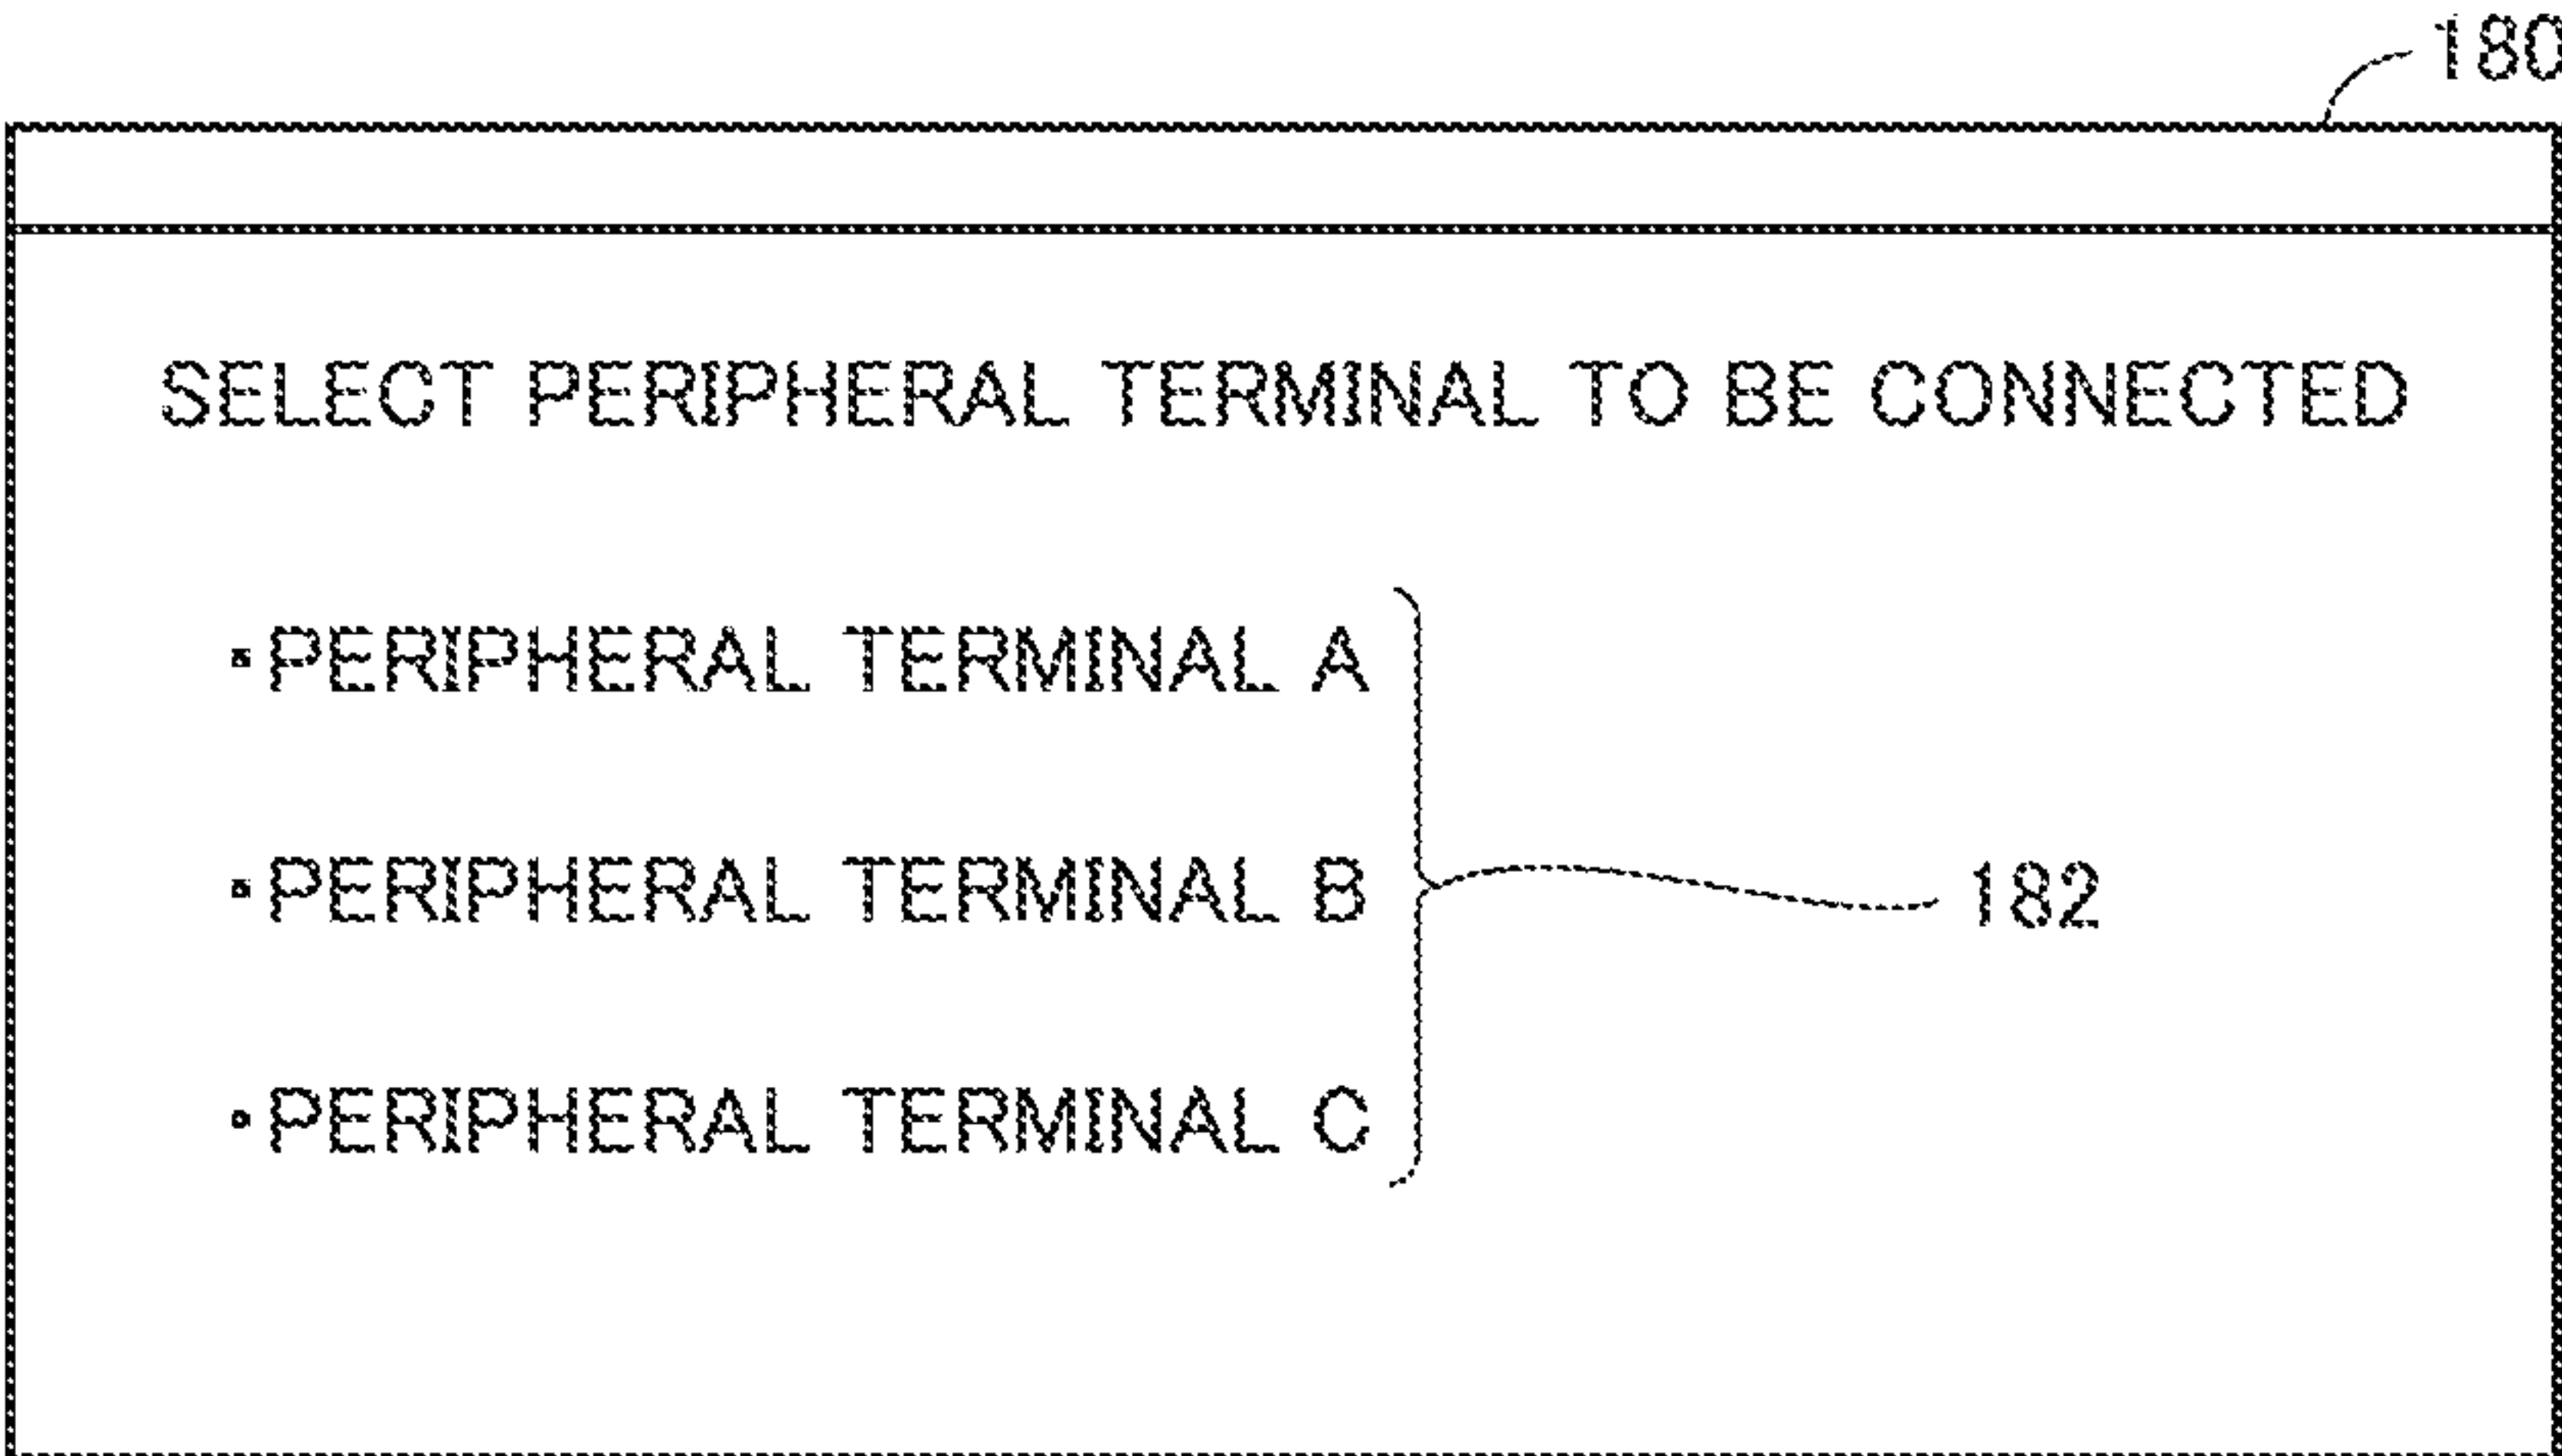 180
SELECT PERIPHERAL TERMINAL TO BE CONNECTED
・PERIPHERAL TERMINAL A
・PERIPHERAL TERMINAL B
182
・PERIPHERAL TERMINAL C